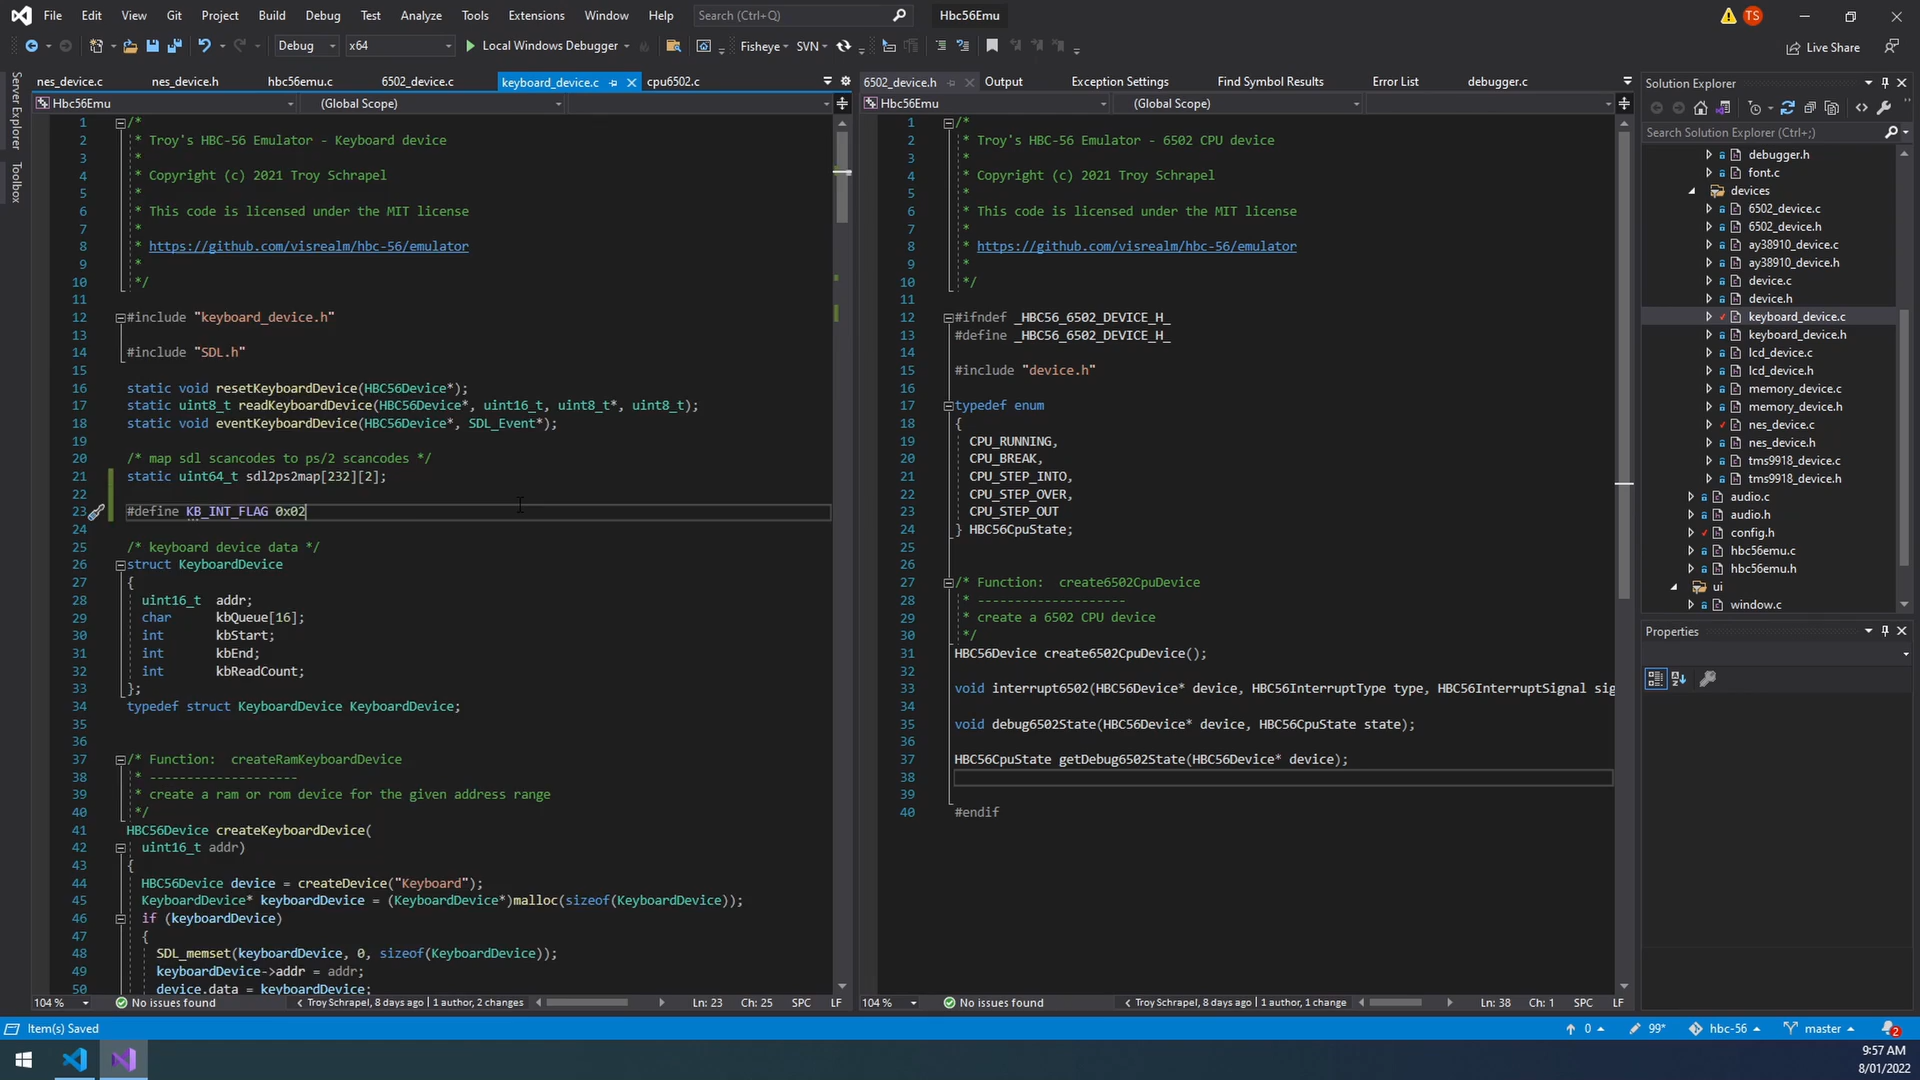 File Edit View Git Project Build Debug Test Analyze Tools Extensions Window Help Search (Ctrl+Q) Hbc56Emu TS
Debug x64 Local Windows Debugger Fisheye SVN Live Share
Server Explorer
Toolbox
nes_device.c nes_device.h hbc56emu.c 6502_device.c keyboard_device.c cpu6502.c
Hbc56Emu (Global Scope)
1 /*
2 * Troy's HBC-56 Emulator - Keyboard device
3 *
4 * Copyright (c) 2021 Troy Schrapel
5 *
6 * This code is licensed under the MIT license
7 *
8 * https://github.com/visrealm/hbc-56/emulator
9 *
10 */
11
12 #include "keyboard_device.h"
13
14 #include "SDL.h"
15
16 static void resetKeyboardDevice(HBC56Device*);
17 static uint8_t readKeyboardDevice(HBC56Device*, uint16_t, uint8_t*, uint8_t);
18 static void eventKeyboardDevice(HBC56Device*, SDL_Event*);
19
20 /* map sdl scancodes to ps/2 scancodes */
21 static uint64_t sdl2ps2map[232][2];
22
23 #define KB_INT_FLAG 0x02
24
25 /* keyboard device data */
26 struct KeyboardDevice
27 {
28 uint16_t addr;
29 char kbQueue[16];
30 int kbStart;
31 int kbEnd;
32 int kbReadCount;
33 };
34 typedef struct KeyboardDevice KeyboardDevice;
35
36
37 /* Function: createRamKeyboardDevice
38 * --------------------
39 * create a ram or rom device for the given address range
40 */
41 HBC56Device createKeyboardDevice(
42 uint16_t addr)
43 {
44 HBC56Device device = createDevice("Keyboard");
45 KeyboardDevice* keyboardDevice = (KeyboardDevice*)malloc(sizeof(KeyboardDevice));
46 if (keyboardDevice)
47 {
48 SDL_memset(keyboardDevice, 0, sizeof(KeyboardDevice));
49 keyboardDevice->addr = addr;
50 device.data = keyboardDevice;
104 % No issues found Troy Schrapel, 8 days ago | 1 author, 2 changes Ln: 23 Ch: 25 SPC LF
6502_device.h Output Exception Settings Find Symbol Results Error List debugger.c
Hbc56Emu (Global Scope)
1 /*
2 * Troy's HBC-56 Emulator - 6502 CPU device
3 *
4 * Copyright (c) 2021 Troy Schrapel
5 *
6 * This code is licensed under the MIT license
7 *
8 * https://github.com/visrealm/hbc-56/emulator
9 *
10 */
11
12 #ifndef _HBC56_6502_DEVICE_H_
13 #define _HBC56_6502_DEVICE_H_
14
15 #include "device.h"
16
17 typedef enum
18 {
19 CPU_RUNNING,
20 CPU_BREAK,
21 CPU_STEP_INTO,
22 CPU_STEP_OVER,
23 CPU_STEP_OUT
24 } HBC56CpuState;
25
26
27 /* Function: create6502CpuDevice
28 * --------------------
29 * create a 6502 CPU device
30 */
31 HBC56Device create6502CpuDevice();
32
33 void interrupt6502(HBC56Device* device, HBC56InterruptType type, HBC56InterruptSignal sig
34
35 void debug6502State(HBC56Device* device, HBC56CpuState state);
36
37 HBC56CpuState getDebug6502State(HBC56Device* device);
38
39
40 #endif
104 % No issues found Troy Schrapel, 8 days ago | 1 author, 1 change Ln: 38 Ch: 1 SPC LF
Solution Explorer
Search Solution Explorer (Ctrl+;)
debugger.h
font.c
devices
6502_device.c
6502_device.h
ay38910_device.c
ay38910_device.h
device.c
device.h
keyboard_device.c
keyboard_device.h
lcd_device.c
lcd_device.h
memory_device.c
memory_device.h
nes_device.c
nes_device.h
tms9918_device.c
tms9918_device.h
audio.c
audio.h
config.h
hbc56emu.c
hbc56emu.h
ui
window.c
Properties
Item(s) Saved 0 99* hbc-56 master 2
9:57 AM
8/01/2022